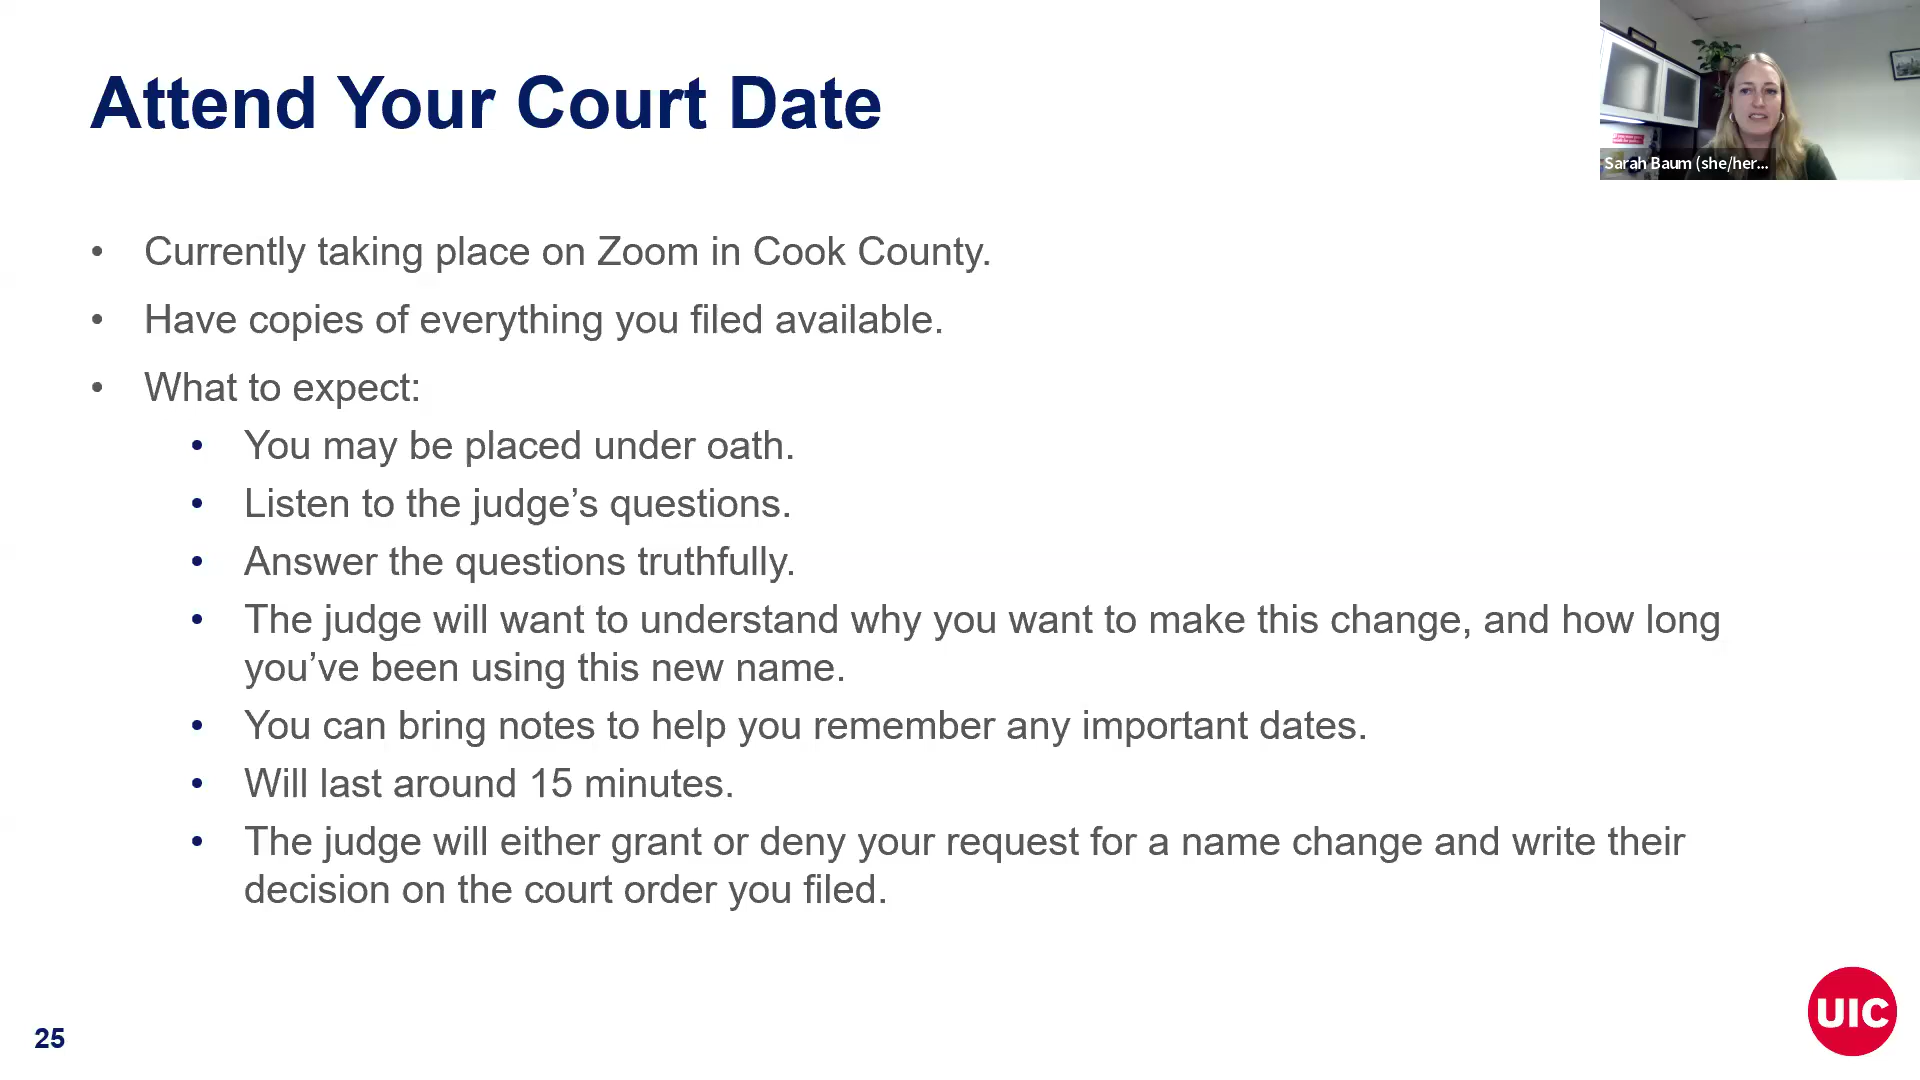 Attend Your Court Date
Sarah Baum (she/her...
• Currently taking place on Zoom in Cook County.
• Have copies of everything you filed available.
• What to expect:
• You may be placed under oath.
• Listen to the judge’s questions.
• Answer the questions truthfully.
• The judge will want to understand why you want to make this change, and how long
you’ve been using this new name.
• You can bring notes to help you remember any important dates.
• Will last around 15 minutes.
• The judge will either grant or deny your request for a name change and write their
decision on the court order you filed.
25
UIC